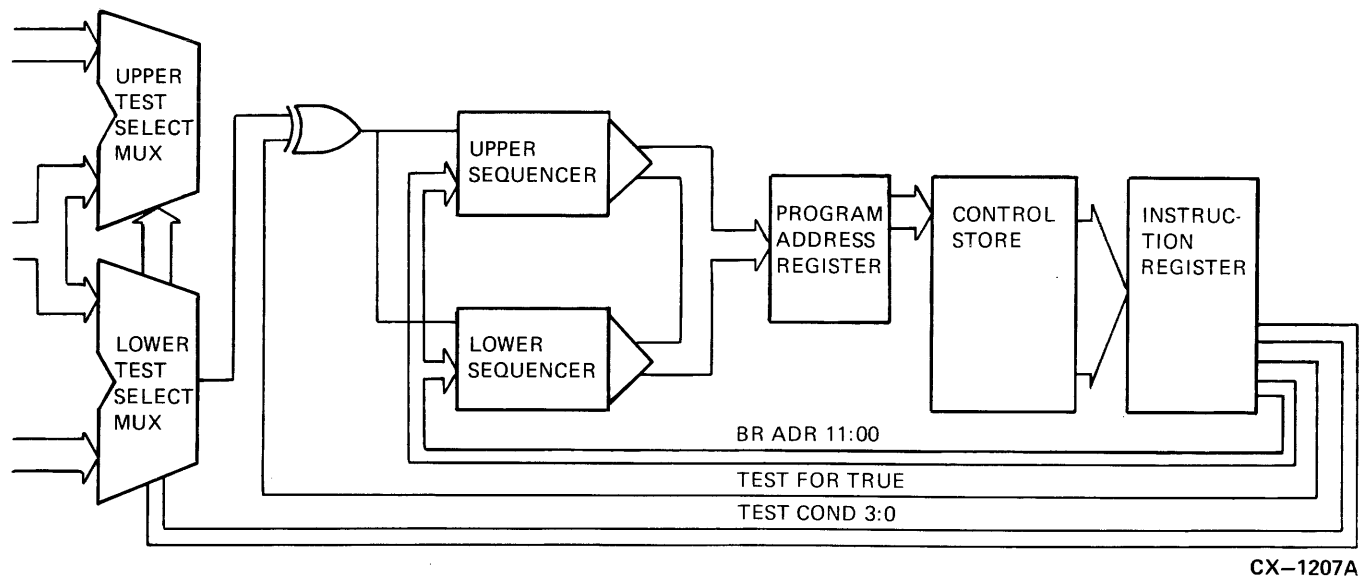 UPPER
TEST
SELECT
MUX
LOWER
TEST
SELECT
MUX
UPPER
SEQUENCER
LOWER
SEQUENCER
PROGRAM
ADDRESS
REGISTER
CONTROL
STORE
INSTRUC-
TION
REGISTER
BR ADR 11:00
TEST FOR TRUE
TEST COND 3:0
CX–1207A